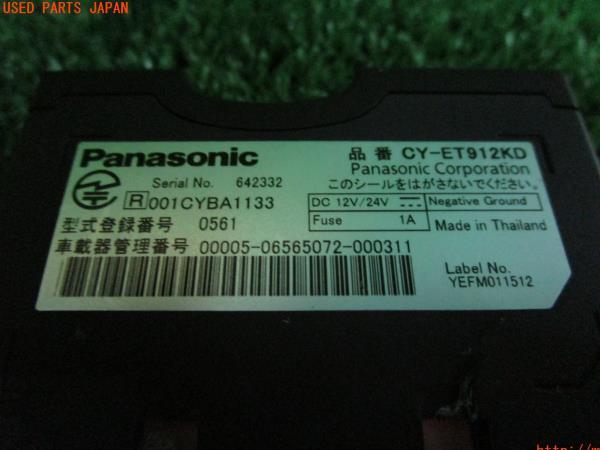 USED PARTS JAPAN
Panasonic
品番 CY-ET912KD
Panasonic Corporation
Serial No. 642332
このシールをはがさないでください。
R 001CYBA1133
DC 12V/24V
Negative Ground
型式登録番号 0561
Fuse 1A
Made in Thailand
車載器管理番号 00005-06565072-000311
Label No.
YEFM011512